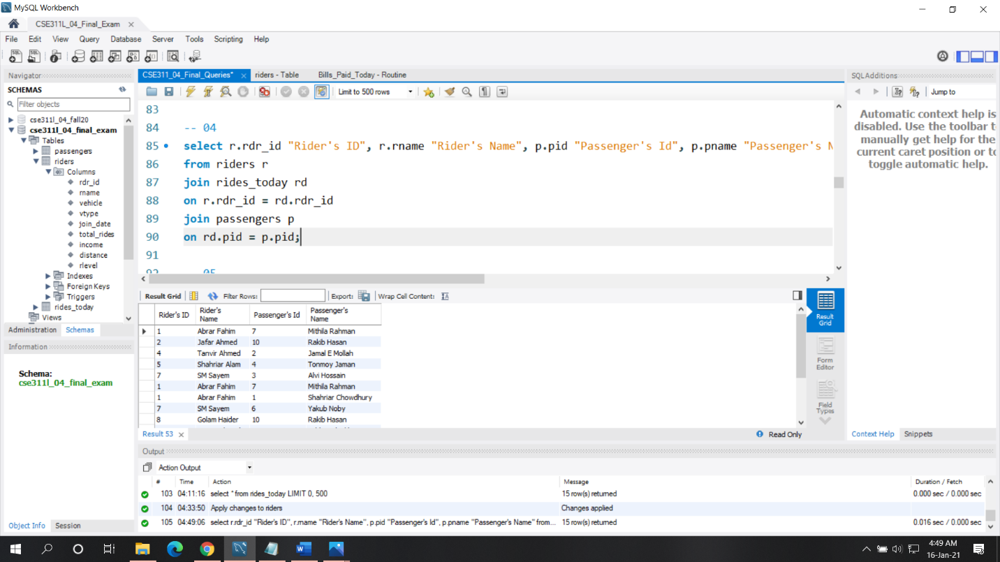 MySQL Workbench
CSE311L_04_Final_Exam
File Edit View Query Database Server Tools Scripting Help
Navigator
SCHEMAS
Filter objects
cse311l_04_fall20
cse311l_04_final_exam
Tables
passengers
riders
Columns
rdr_id
rname
vehicle
vtype
join_date
total_rides
income
distance
rlevel
Indexes
Foreign Keys
Triggers
rides_today
Views
Administration Schemas
Information
Schema:
cse311l_04_final_exam
Object Info Session
CSE311_04_Final_Queries* riders - Table Bills_Paid_Today - Routine
Limit to 500 rows
83
84 -- 04
85 select r.rdr_id "Rider's ID", r.rname "Rider's Name", p.pid "Passenger's Id", p.pname "Passenger's N
86 from riders r
87 join rides_today rd
88 on r.rdr_id = rd.rdr_id
89 join passengers p
90 on rd.pid = p.pid;
91
92 -- 05
Result Grid Filter Rows: Export: Wrap Cell Content:
Rider's ID Rider's Name Passenger's Id Passenger's Name
1 Abrar Fahim 7 Mithila Rahman
2 Jafar Ahmed 10 Rakib Hasan
4 Tanvir Ahmed 2 Jamal E Mollah
5 Shahriar Alam 4 Tonmoy Jaman
7 SM Sayem 3 Alvi Hossain
1 Abrar Fahim 7 Mithila Rahman
1 Abrar Fahim 1 Shahriar Chowdhury
7 SM Sayem 6 Yakub Noby
8 Golam Haider 10 Rakib Hasan
Result Grid
Form Editor
Field Types
Result 53
Read Only
Output
Action Output
# Time Action Message Duration / Fetch
103 04:11:16 select * from rides_today LIMIT 0, 500 15 row(s) returned 0.000 sec / 0.000 sec
104 04:33:50 Apply changes to riders Changes applied
105 04:49:06 select r.rdr_id "Rider's ID", r.rname "Rider's Name", p.pid "Passenger's Id", p.pname "Passenger's Name" from... 15 row(s) returned 0.016 sec / 0.000 sec
SQLAdditions
Jump to
Automatic context help is
disabled. Use the toolbar t
manually get help for the
current caret position or to
toggle automatic help.
Context Help Snippets
4:49 AM
16-Jan-21